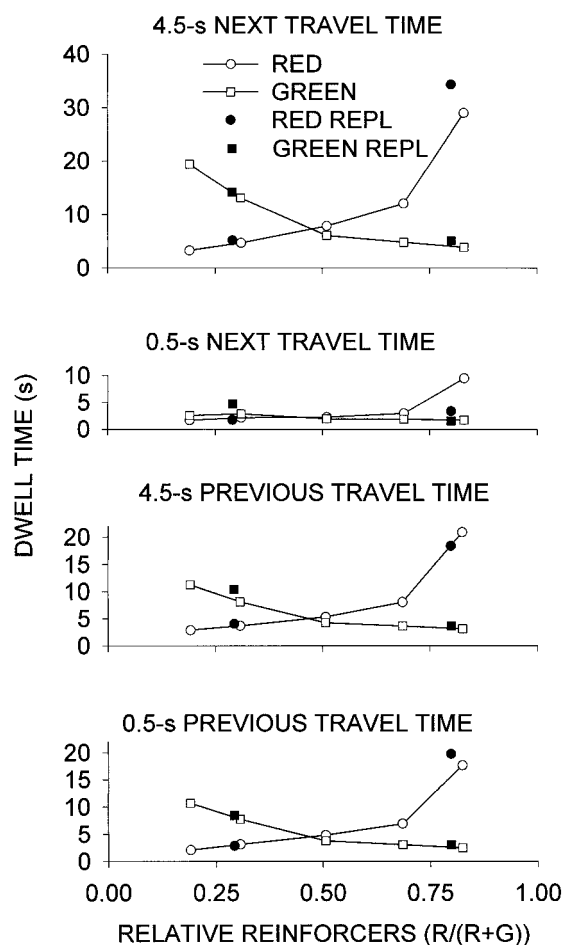 4.5-s NEXT TRAVEL TIME
40
30
20
10
0
RED
GREEN
RED REPL
GREEN REPL
0.5-s NEXT TRAVEL TIME
10
5
0
4.5-s PREVIOUS TRAVEL TIME
20
15
10
5
0
0.5-s PREVIOUS TRAVEL TIME
20
15
10
5
0
0.00 0.25 0.50 0.75 1.00
DWELL TIME (s)
RELATIVE REINFORCERS (R/(R+G))